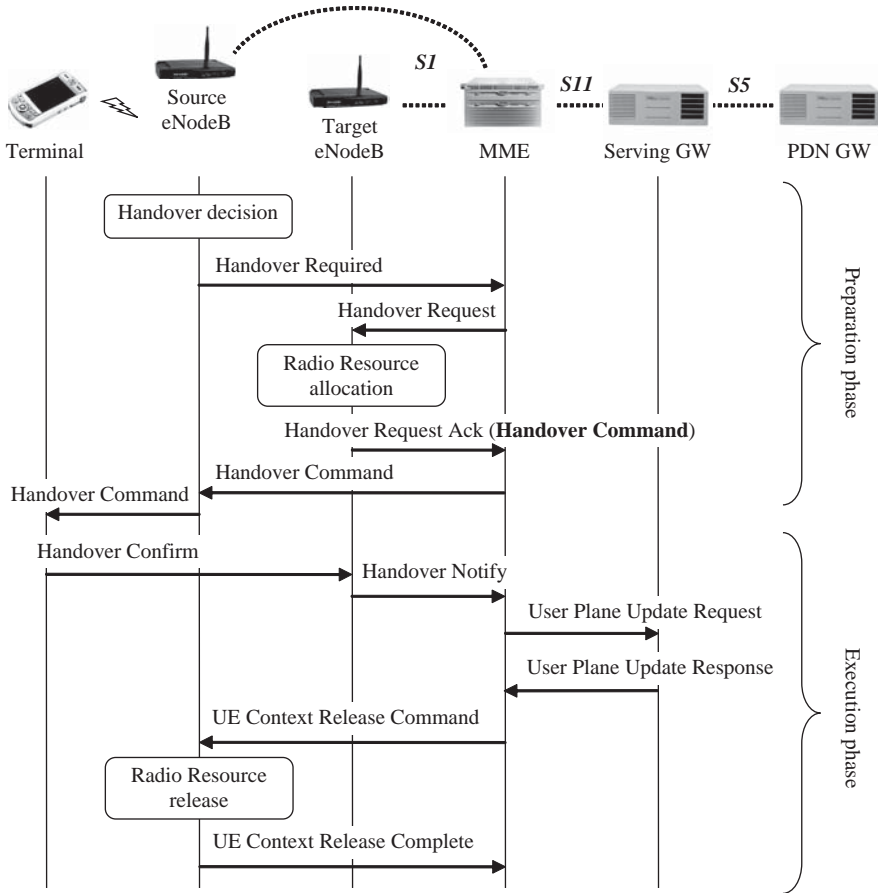 S1
S11
S5
Source
eNodeB
Target
eNodeB
Terminal
MME
Serving GW
PDN GW
Handover decision
Handover Required
Handover Request
Radio Resource
allocation
Handover Request Ack (Handover Command)
Handover Command
Handover Command
Preparation phase
Handover Confirm
Handover Notify
User Plane Update Request
User Plane Update Response
UE Context Release Command
Radio Resource
release
UE Context Release Complete
Execution phase